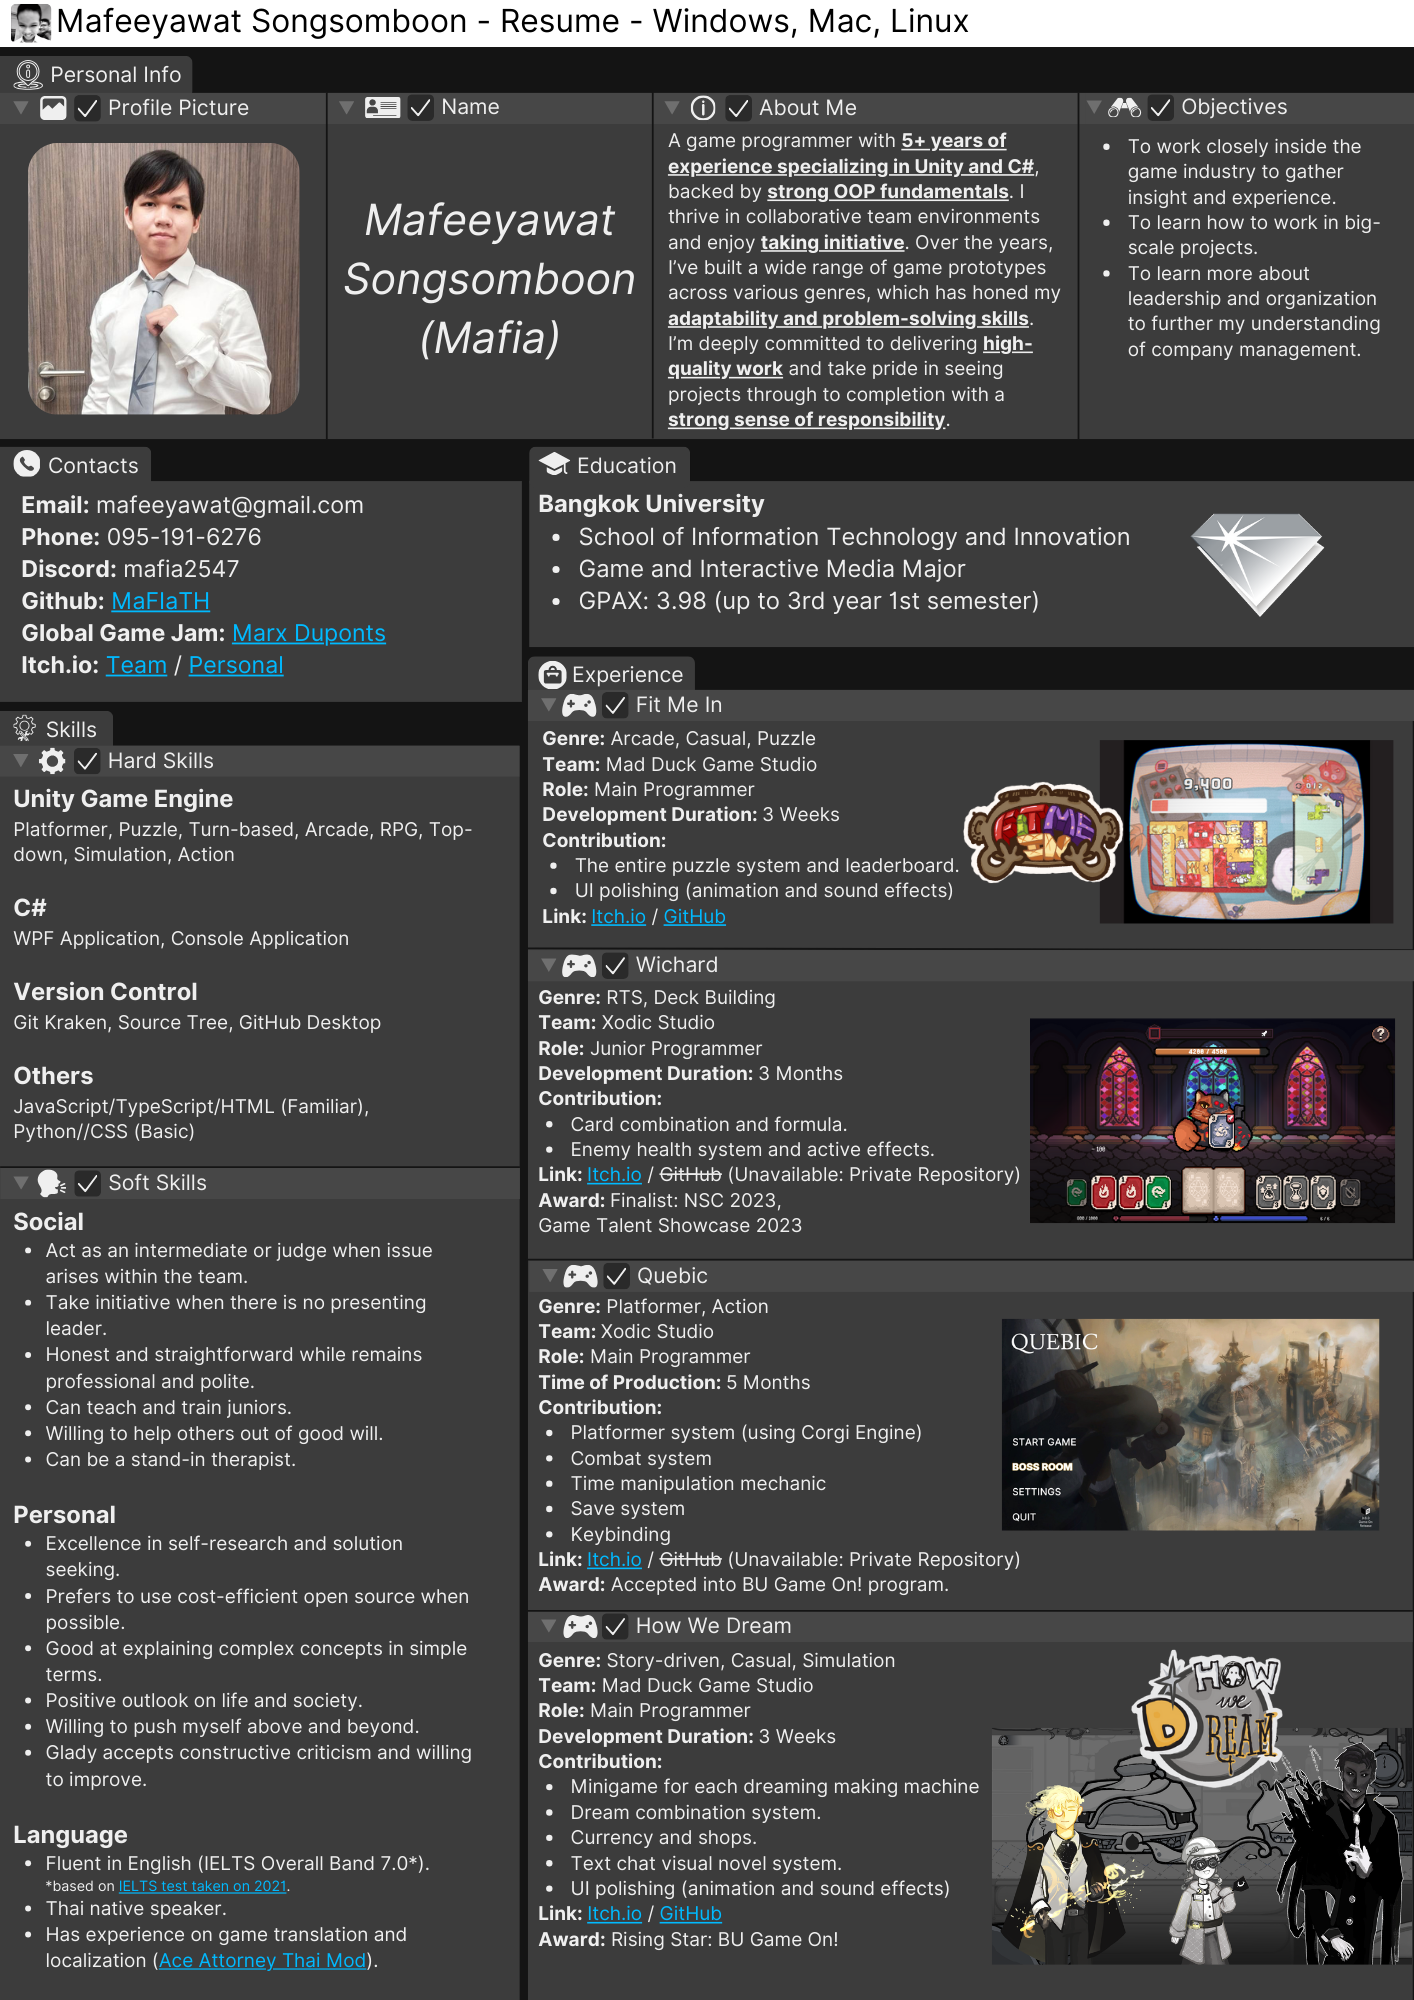 Mafeeyawat Songsomboon - Resume - Windows, Mac, Linux
Personal Info
Profile Picture
Name
Mafeeyawat
Songsomboon
(Mafia)
About Me
A game programmer with 5+ years of
experience specializing in Unity and C#,
backed by strong OOP fundamentals. I
thrive in collaborative team environments
and enjoy taking initiative. Over the years,
I've built a wide range of game prototypes
across various genres, which has honed my
adaptability and problem-solving skills.
I'm deeply committed to delivering high-
quality work and take pride in seeing
projects through to completion with a
strong sense of responsibility.
Objectives
• To work closely inside the
game industry to gather
insight and experience.
• To learn how to work in big-
scale projects.
• To learn more about
leadership and organization
to further my understanding
of company management.
Contacts
Email: mafeeyawat@gmail.com
Phone: 095-191-6276
Discord: mafia2547
Github: MaFIaTH
Global Game Jam: Marx Duponts
Itch.io: Team / Personal
Skills
Hard Skills
Unity Game Engine
Platformer, Puzzle, Turn-based, Arcade, RPG, Top-
down, Simulation, Action
C#
WPF Application, Console Application
Version Control
Git Kraken, Source Tree, GitHub Desktop
Others
JavaScript/TypeScript/HTML (Familiar),
Python//CSS (Basic)
Soft Skills
Social
• Act as an intermediate or judge when issue
arises within the team.
• Take initiative when there is no presenting
leader.
• Honest and straightforward while remains
professional and polite.
• Can teach and train juniors.
• Willing to help others out of good will.
• Can be a stand-in therapist.
Personal
• Excellence in self-research and solution
seeking.
• Prefers to use cost-efficient open source when
possible.
• Good at explaining complex concepts in simple
terms.
• Positive outlook on life and society.
• Willing to push myself above and beyond.
• Glady accepts constructive criticism and willing
to improve.
Language
• Fluent in English (IELTS Overall Band 7.0*).
*based on IELTS test taken on 2021.
• Thai native speaker.
• Has experience on game translation and
localization (Ace Attorney Thai Mod).
Education
Bangkok University
• School of Information Technology and Innovation
• Game and Interactive Media Major
• GPAX: 3.98 (up to 3rd year 1st semester)
Experience
Fit Me In
Genre: Arcade, Casual, Puzzle
Team: Mad Duck Game Studio
Role: Main Programmer
Development Duration: 3 Weeks
Contribution:
• The entire puzzle system and leaderboard.
• UI polishing (animation and sound effects)
Link: Itch.io / GitHub
FIT ME
IN
9,400
Wichard
Genre: RTS, Deck Building
Team: Xodic Studio
Role: Junior Programmer
Development Duration: 3 Months
Contribution:
• Card combination and formula.
• Enemy health system and active effects.
Link: Itch.io / GitHub (Unavailable: Private Repository)
Award: Finalist: NSC 2023,
Game Talent Showcase 2023
4200 / 4500
?
-100
Quebic
Genre: Platformer, Action
Team: Xodic Studio
Role: Main Programmer
Time of Production: 5 Months
Contribution:
• Platformer system (using Corgi Engine)
• Combat system
• Time manipulation mechanic
• Save system
• Keybinding
Link: Itch.io / GitHub (Unavailable: Private Repository)
Award: Accepted into BU Game On! program.
QUEBIC
START GAME
BOSS ROOM
SETTINGS
QUIT
How We Dream
Genre: Story-driven, Casual, Simulation
Team: Mad Duck Game Studio
Role: Main Programmer
Development Duration: 3 Weeks
Contribution:
• Minigame for each dreaming making machine
• Dream combination system.
• Currency and shops.
• Text chat visual novel system.
• UI polishing (animation and sound effects)
Link: Itch.io / GitHub
Award: Rising Star: BU Game On!
HOW
we
DREAM